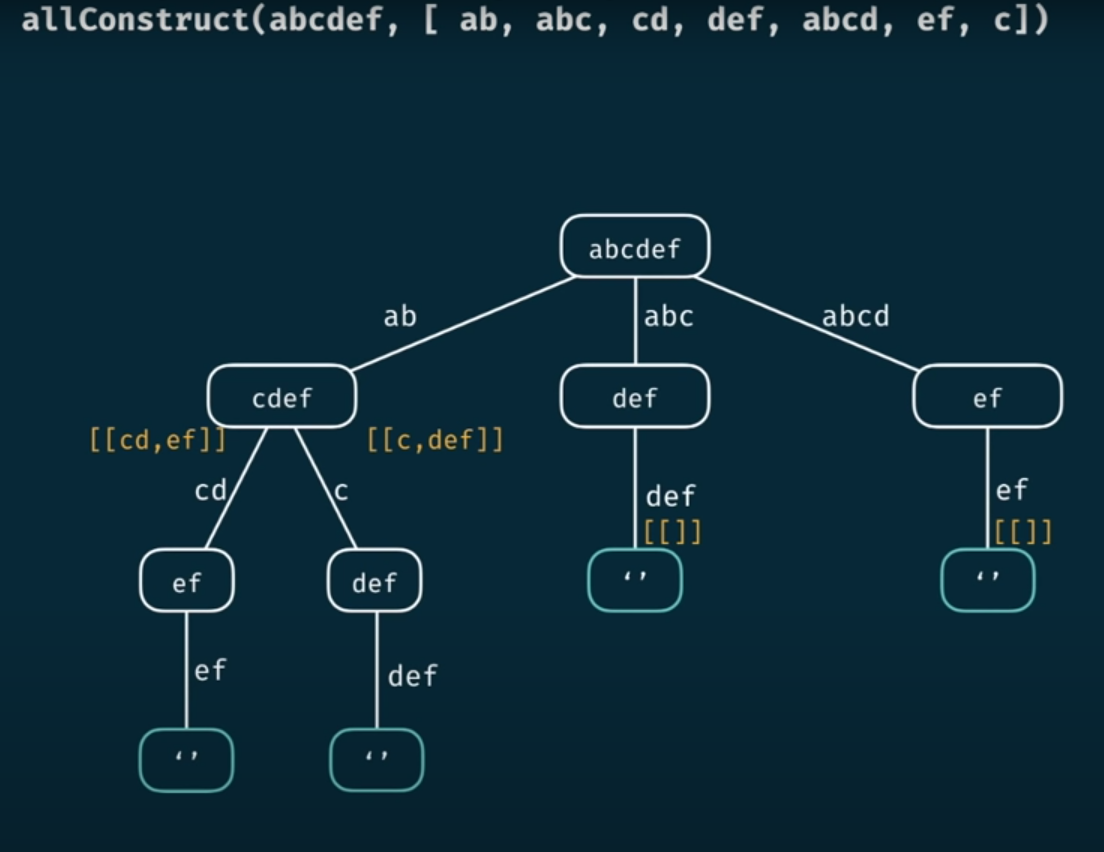 allConstruct(abcdef, [ ab, abc, cd, def, abcd, ef, c])
abcdef
ab
abc
abcd
cdef
def
ef
[[cd,ef]]
[[c,def]]
cd
c
def
ef
[[]]
[[]]
ef
def
‘’
‘’
ef
def
‘’
‘’